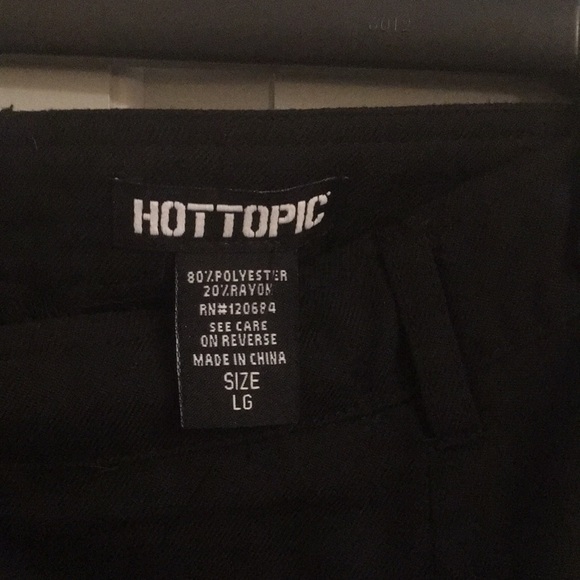 HOTTOPIC
80%POLYESTER
20%RAYON
RN#120684
SEE CARE
ON REVERSE
MADE IN CHINA
SIZE
LG